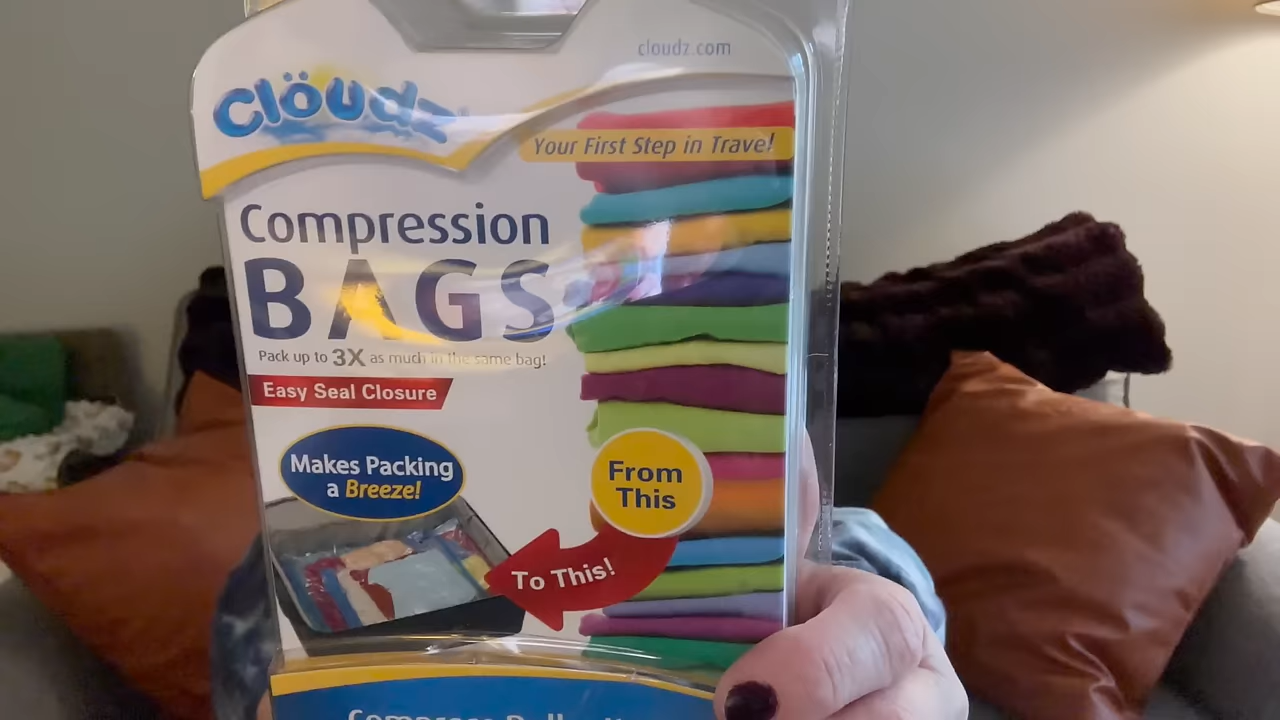 cloudz.com
Clöudz
Your First Step in Travel!
Compression
BAGS
Pack up to 3X as much in the same bag!
Easy Seal Closure
Makes Packing
a Breeze!
From
This
To This!